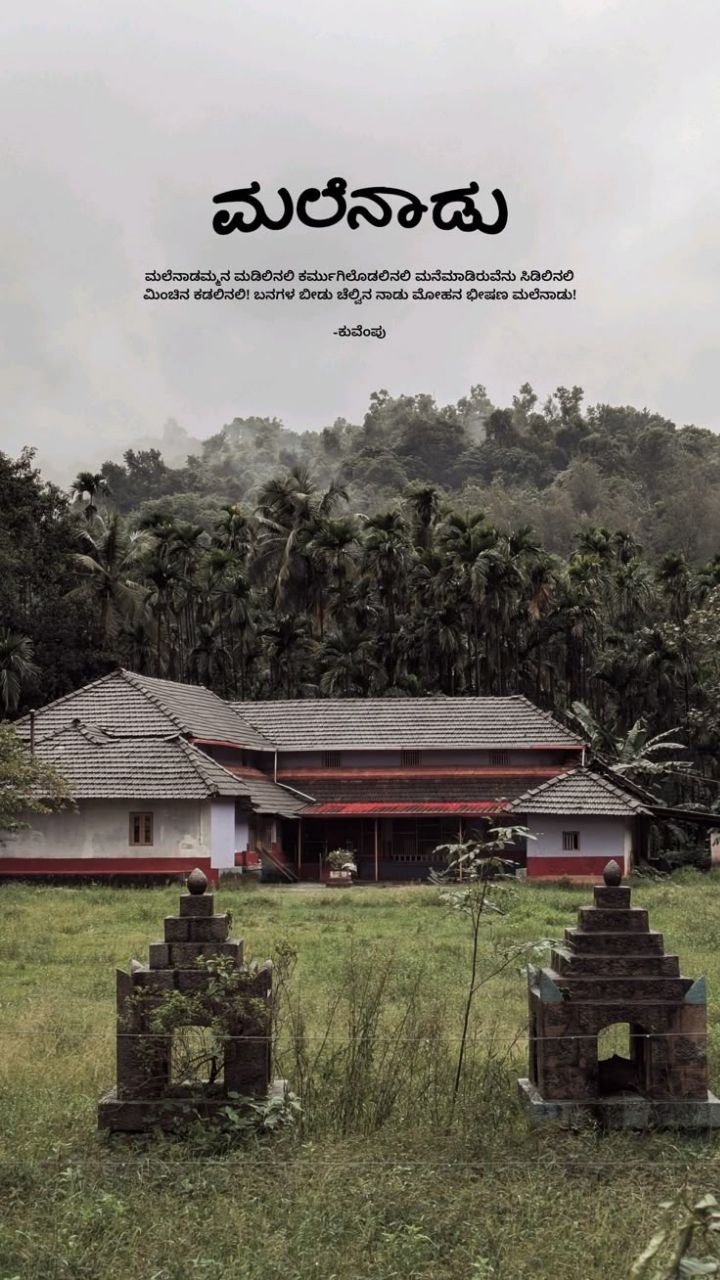 ಮಲೆನಾಡು
ಮಲೆನಾಡಮ್ಮನ ಮಡಿಲಿನಲಿ ಕರ್ಮುಗಿಲೊಡಲಿನಲಿ ಮನೆಮಾಡಿರುವೆನು ಸಿಡಿಲಿನಲಿ
ಮಿಂಚಿನ ಕಡಲಿನಲಿ! ಬನಗಳ ಬೀಡು ಚೆಲ್ವಿನ ನಾಡು ಮೋಹನ ಭೀಷಣ ಮಲೆನಾಡು!
-ಕುವೆಂಪು